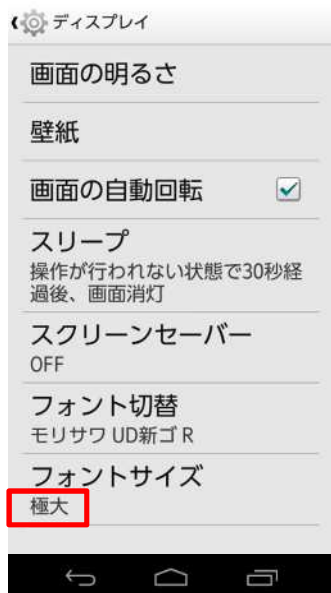 ディスプレイ
画面の明るさ
壁紙
画面の自動回転
スリープ
操作が行われない状態で30秒経
過後、画面消灯
スクリーンセーバー
OFF
フォント切替
モリサワ UD新ゴ R
フォントサイズ
極大